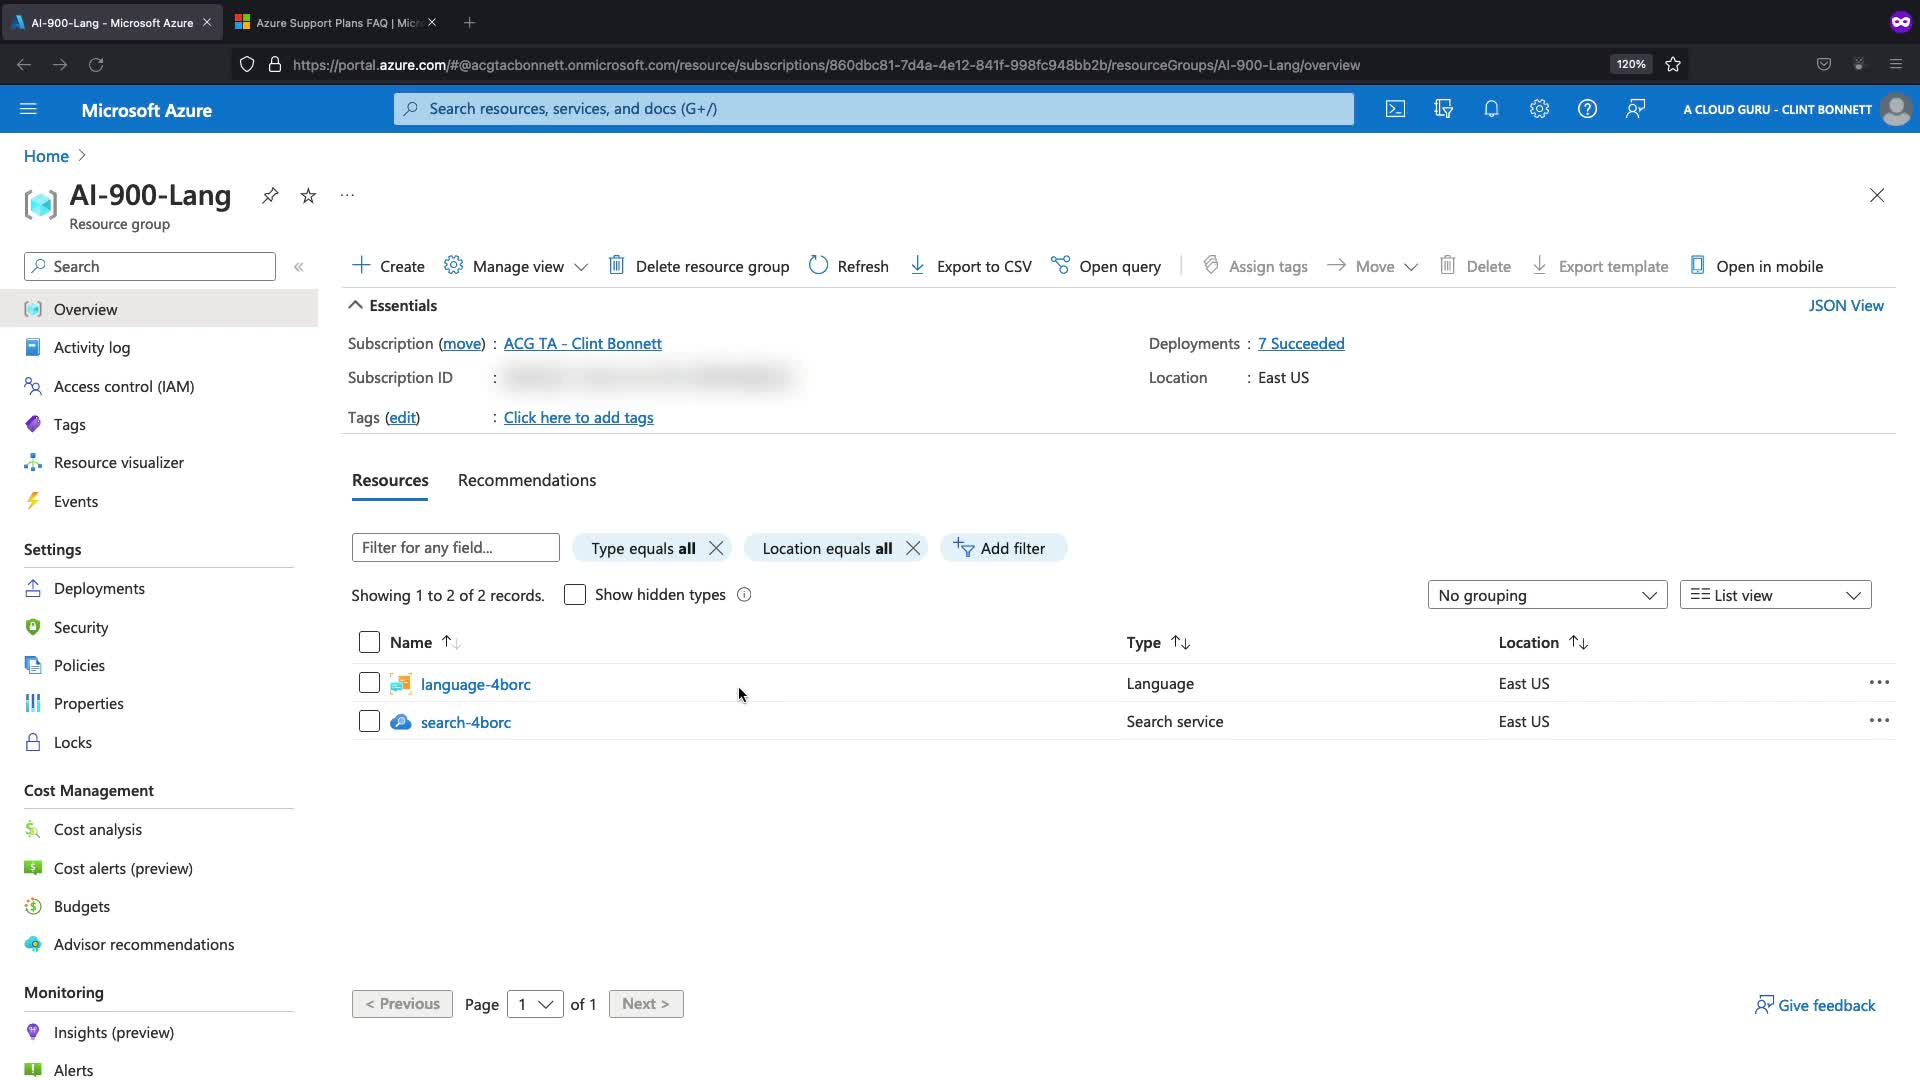 AI-900-Lang - Microsoft Azure
Azure Support Plans FAQ | Micr
https://portal.azure.com/#@acgtacbonnett.onmicrosoft.com/resource/subscriptions/860dbc81-7d4a-4e12-841f-998fc948bb2b/resourceGroups/AI-900-Lang/overview
120%
Microsoft Azure
Search resources, services, and docs (G+/)
A CLOUD GURU - CLINT BONNETT
Home
AI-900-Lang
Resource group
Search
Create
Manage view
Delete resource group
Refresh
Export to CSV
Open query
Assign tags
Move
Delete
Export template
Open in mobile
Overview
Activity log
Access control (IAM)
Tags
Resource visualizer
Events
Settings
Deployments
Security
Policies
Properties
Locks
Cost Management
Cost analysis
Cost alerts (preview)
Budgets
Advisor recommendations
Monitoring
Insights (preview)
Alerts
Essentials
JSON View
Subscription (move) : ACG TA - Clint Bonnett
Deployments : 7 Succeeded
Subscription ID :
Location : East US
Tags (edit) : Click here to add tags
Resources
Recommendations
Filter for any field...
Type equals all
Location equals all
Add filter
Showing 1 to 2 of 2 records.
Show hidden types
No grouping
List view
Name
Type
Location
language-4borc
Language
East US
search-4borc
Search service
East US
< Previous
Page
1
of 1
Next >
Give feedback